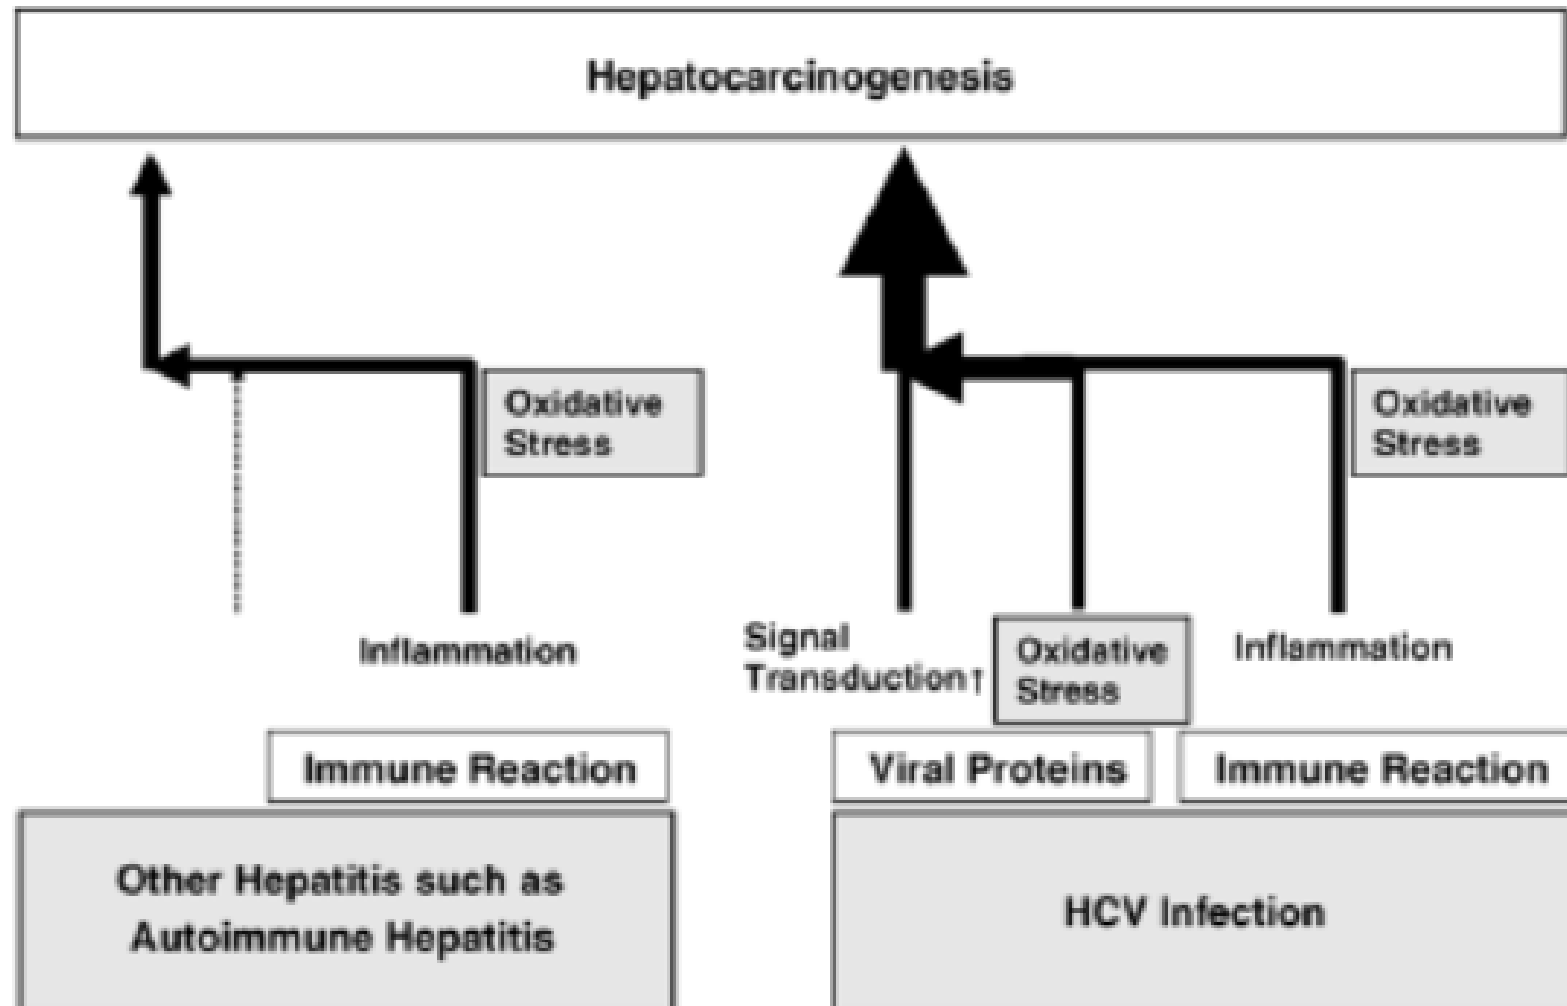 Hepatocarcinogenesis
Oxidative
Stress
Oxidative
Stress
Inflammation
Signal
Transduction↑
Oxidative
Stress
Inflammation
Immune Reaction
Viral Proteins
Immune Reaction
Other Hepatitis such as
Autoimmune Hepatitis
HCV Infection